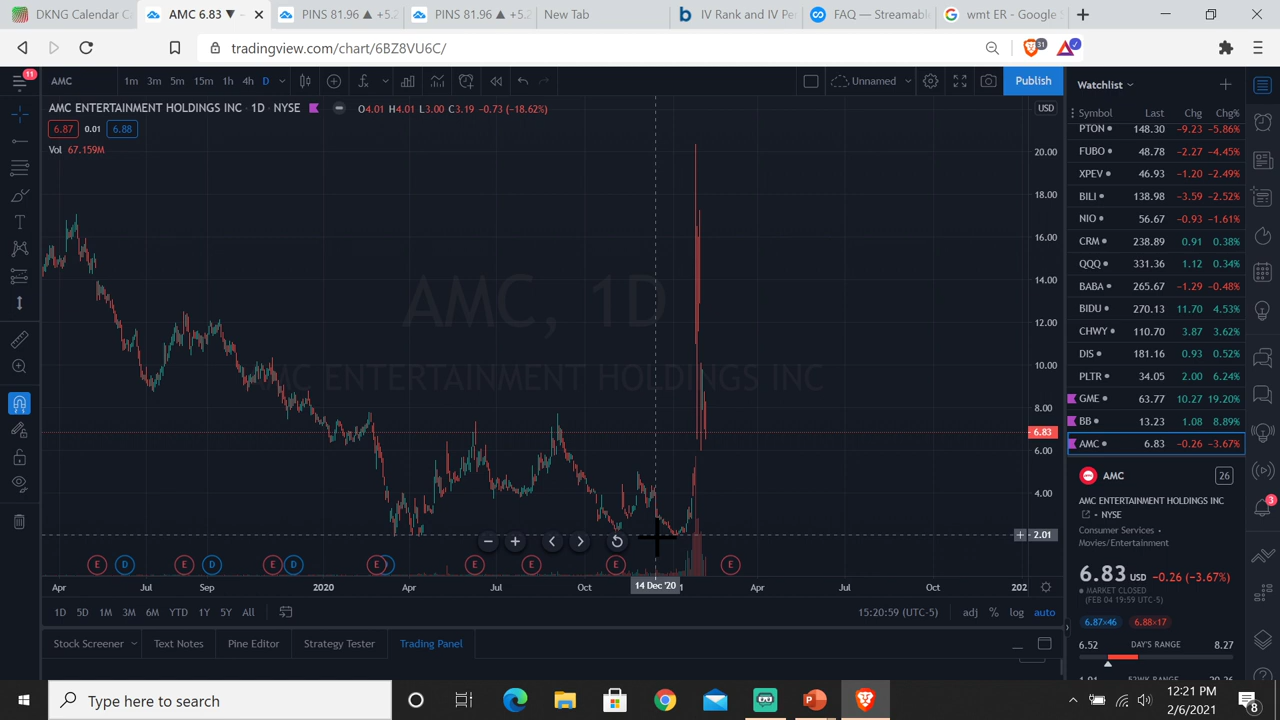 DKNG Calendar C
AMC 6.83 ▼
PINS 81.96 ▲ +5.2
PINS 81.96 ▲ +5.2
New Tab
IV Rank and IV Pe
FAQ — Streamabl
wmt ER - Google S
tradingview.com/chart/6BZ8VU6C/
31
11
AMC
1m 3m 5m 15m 1h 4h D
Unnamed
Publish
Watchlist
AMC ENTERTAINMENT HOLDINGS INC · 1D · NYSE
O4.01 H4.01 L3.00 C3.19 -0.73 (-18.62%)
USD
Symbol Last Chg Chg%
6.87 0.01 6.88
Vol 67.159M
PTON 148.30 -9.23 -5.86%
FUBO 48.78 -2.27 -4.45%
XPEV 46.93 -1.20 -2.49%
BILI 138.98 -3.59 -2.52%
NIO 56.67 -0.93 -1.61%
CRM 238.89 0.91 0.38%
QQQ 331.36 1.12 0.34%
BABA 265.67 -1.29 -0.48%
BIDU 270.13 11.70 4.53%
CHWY 110.70 3.87 3.62%
DIS 181.16 0.93 0.52%
PLTR 34.05 2.00 6.24%
GME 63.77 10.27 19.20%
BB 13.23 1.08 8.89%
AMC 6.83 -0.26 -3.67%
20.00
18.00
16.00
14.00
12.00
10.00
8.00
6.83
6.00
4.00
2.01
AMC, 1D
AMC ENTERTAINMENT HOLDINGS INC
E D E D E D E D E E E E
Apr Jul Sep 2020 Apr Jul Oct 14 Dec '20 Apr Jul Oct 202
AMC 26
AMC ENTERTAINMENT HOLDINGS INC
NYSE
Consumer Services
Movies/Entertainment
6.83 USD -0.26 (-3.67%)
MARKET CLOSED
(FEB 04 19:59 UTC-5)
6.87×46 6.88×17
6.52 DAY'S RANGE 8.27
3
1D 5D 1M 3M 6M YTD 1Y 5Y All
15:20:59 (UTC-5) adj % log auto
Stock Screener Text Notes Pine Editor Strategy Tester Trading Panel
Type here to search
12:21 PM
2/6/2021
8